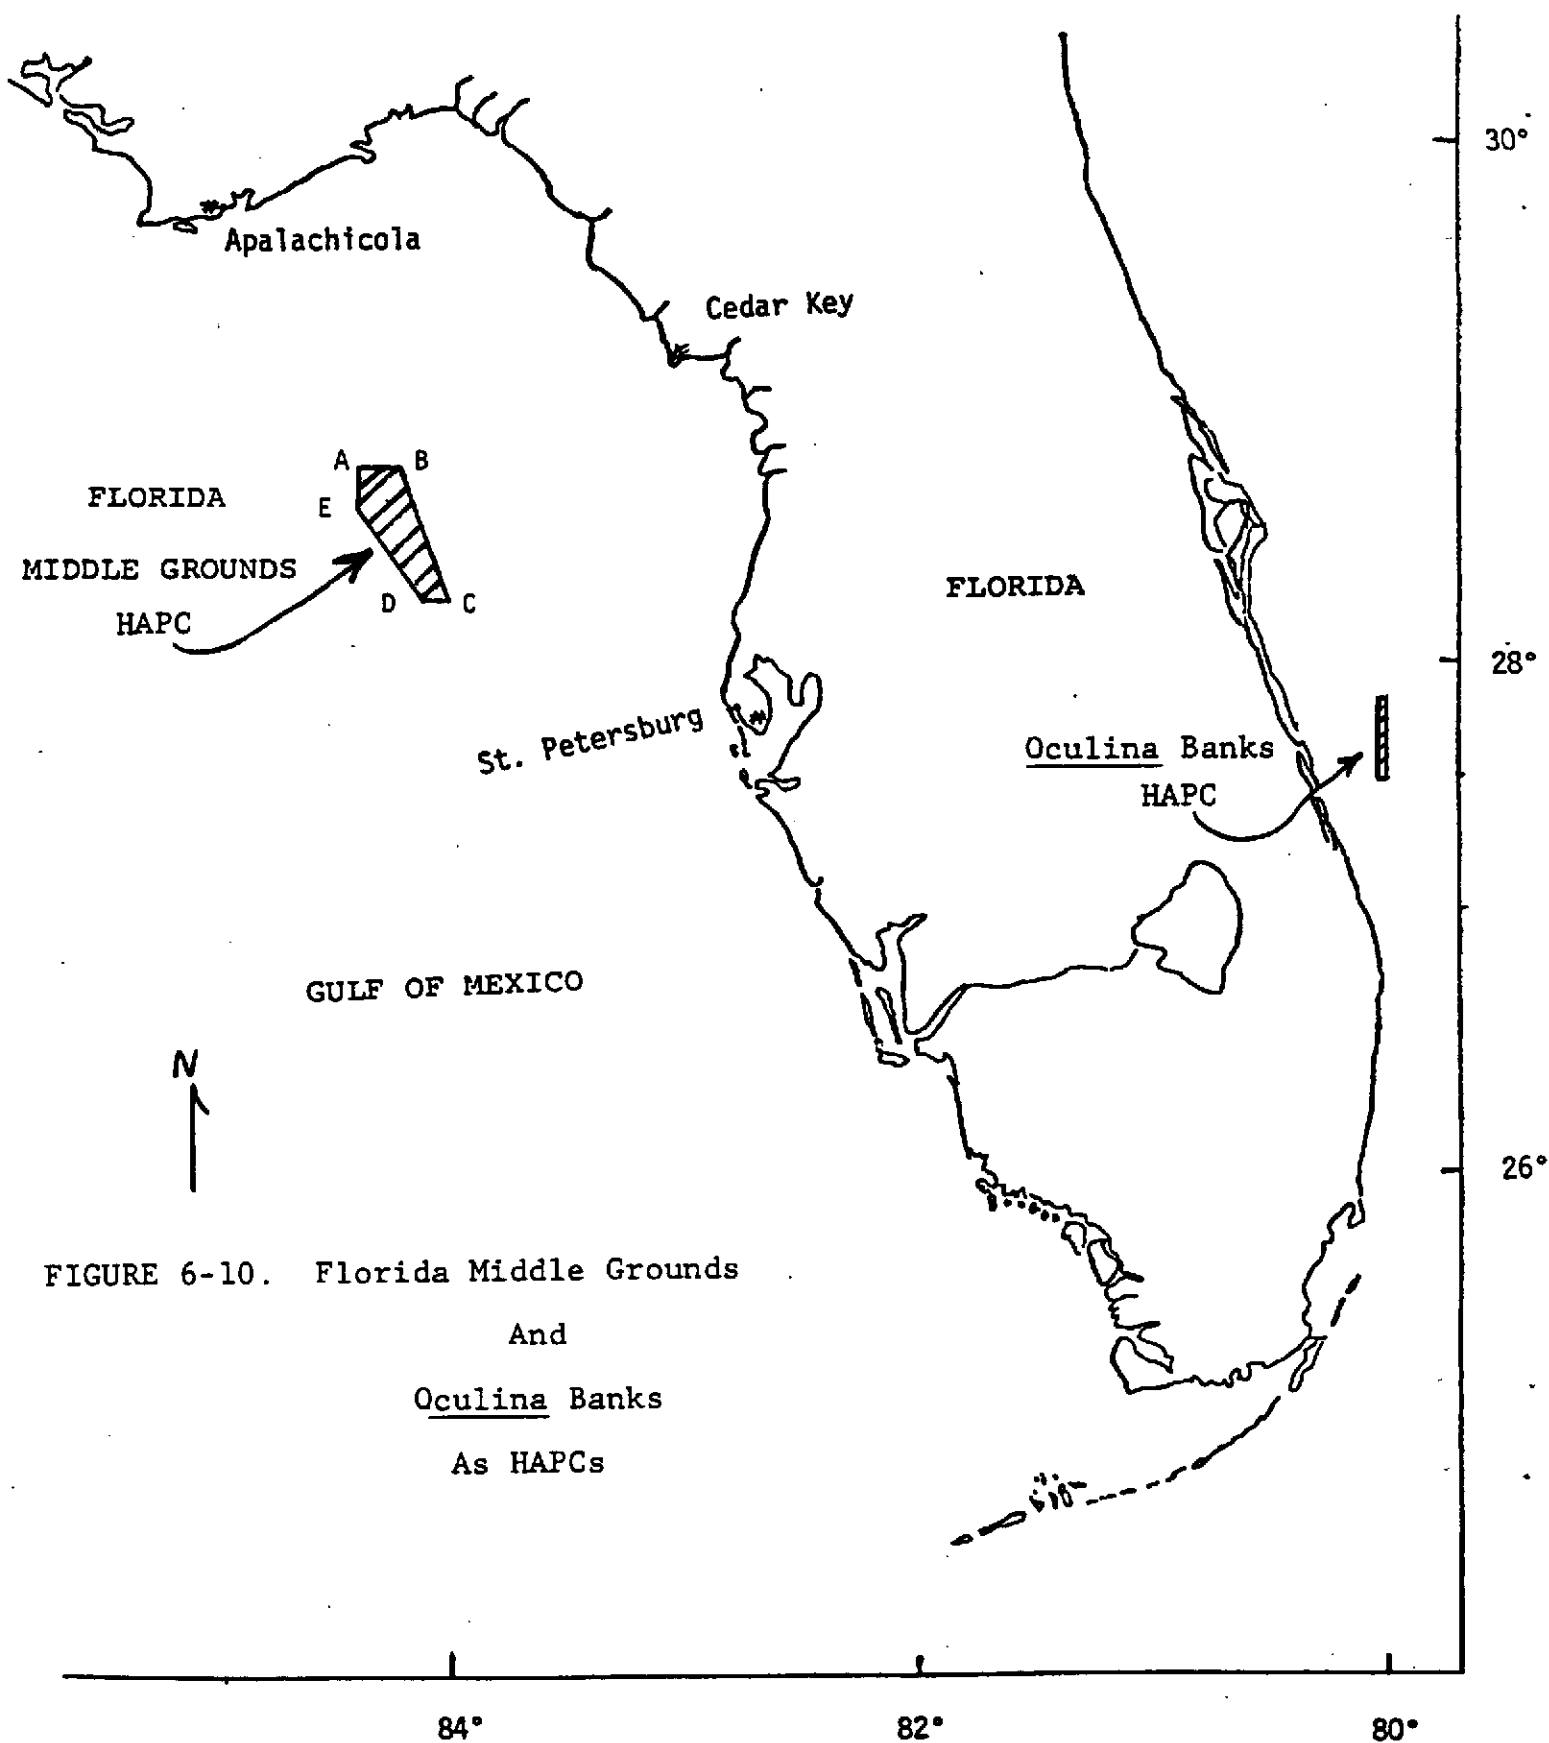 30°
Apalachicola
Cedar Key
A B
FLORIDA
E
MIDDLE GROUNDS
D C
HAPC
FLORIDA
28°
St. Petersburg
Oculina Banks
HAPC
GULF OF MEXICO
N
26°
FIGURE 6-10. Florida Middle Grounds
And
Oculina Banks
As HAPCs
84° 82° 80°